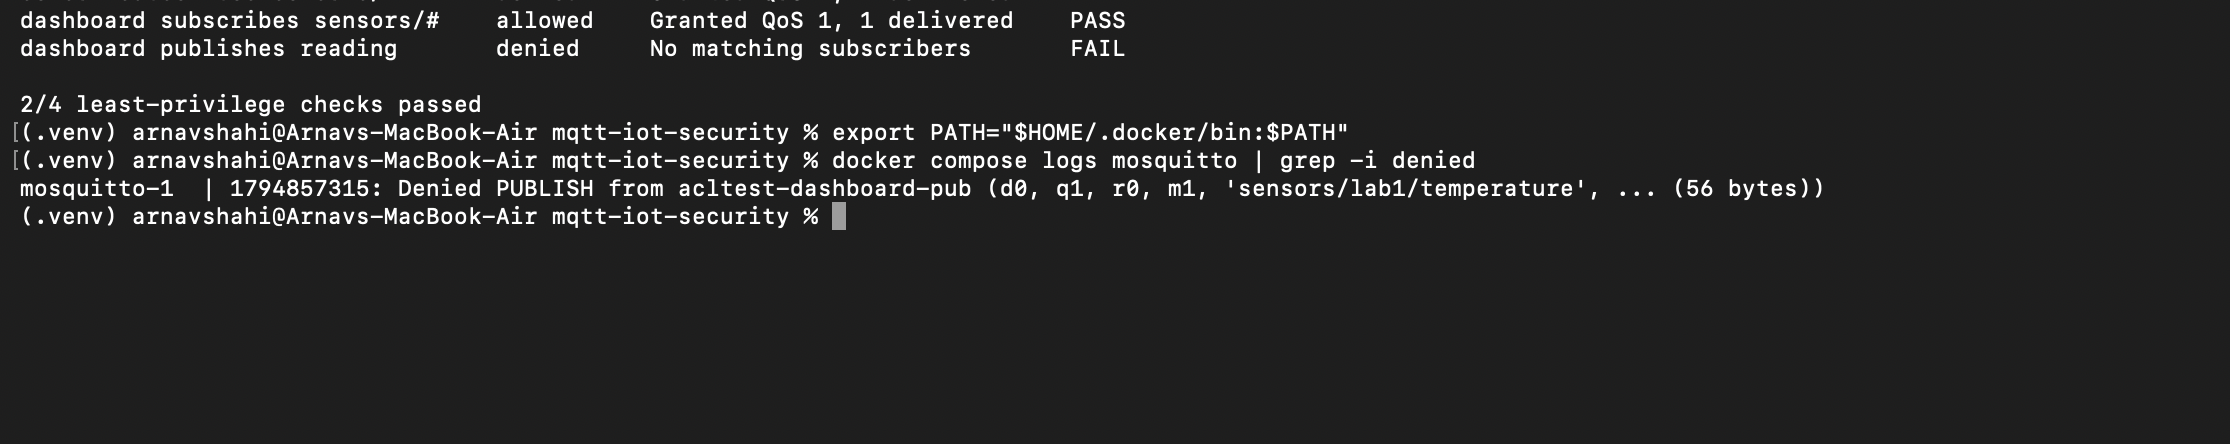 dashboard subscribes sensors/#    allowed    Granted QoS 1, 1 delivered    PASS
dashboard publishes reading       denied     No matching subscribers       FAIL
2/4 least-privilege checks passed
[(.venv) arnavshahi@Arnavs-MacBook-Air mqtt-iot-security % export PATH="$HOME/.docker/bin:$PATH"
[(.venv) arnavshahi@Arnavs-MacBook-Air mqtt-iot-security % docker compose logs mosquitto | grep -i denied
mosquitto-1  | 1794857315: Denied PUBLISH from acltest-dashboard-pub (d0, q1, r0, m1, 'sensors/lab1/temperature', ... (56 bytes))
(.venv) arnavshahi@Arnavs-MacBook-Air mqtt-iot-security %